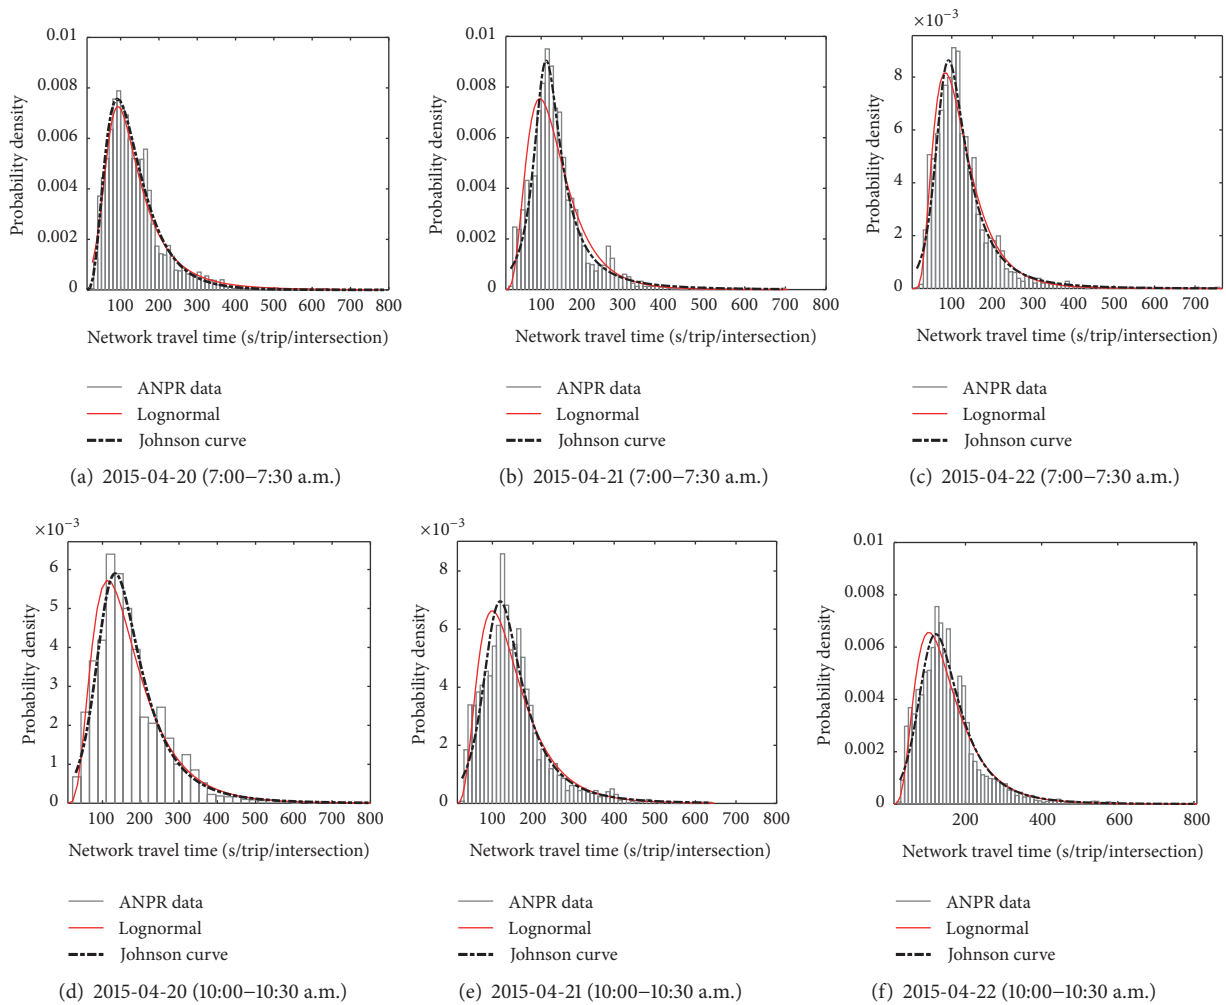 0.01
0.008
0.006
0.004
0.002
0
Probability density
100 200 300 400 500 600 700 800
Network travel time (s/trip/intersection)
ANPR data
Lognormal
Johnson curve
(a) 2015-04-20 (7:00−7:30 a.m.)
0.01
0.008
0.006
0.004
0.002
0
Probability density
100 200 300 400 500 600 700 800
Network travel time (s/trip/intersection)
ANPR data
Lognormal
Johnson curve
(b) 2015-04-21 (7:00−7:30 a.m.)
×10−3
8
6
4
2
0
Probability density
100 200 300 400 500 600 700
Network travel time (s/trip/intersection)
ANPR data
Lognormal
Johnson curve
(c) 2015-04-22 (7:00−7:30 a.m.)
×10−3
6
5
4
3
2
1
0
Probability density
100 200 300 400 500 600 700 800
Network travel time (s/trip/intersection)
ANPR data
Lognormal
Johnson curve
(d) 2015-04-20 (10:00−10:30 a.m.)
×10−3
8
6
4
2
0
Probability density
100 200 300 400 500 600 700 800
Network travel time (s/trip/intersection)
ANPR data
Lognormal
Johnson curve
(e) 2015-04-21 (10:00−10:30 a.m.)
0.01
0.008
0.006
0.004
0.002
0
Probability density
200 400 600 800
Network travel time (s/trip/intersection)
ANPR data
Lognormal
Johnson curve
(f) 2015-04-22 (10:00−10:30 a.m.)